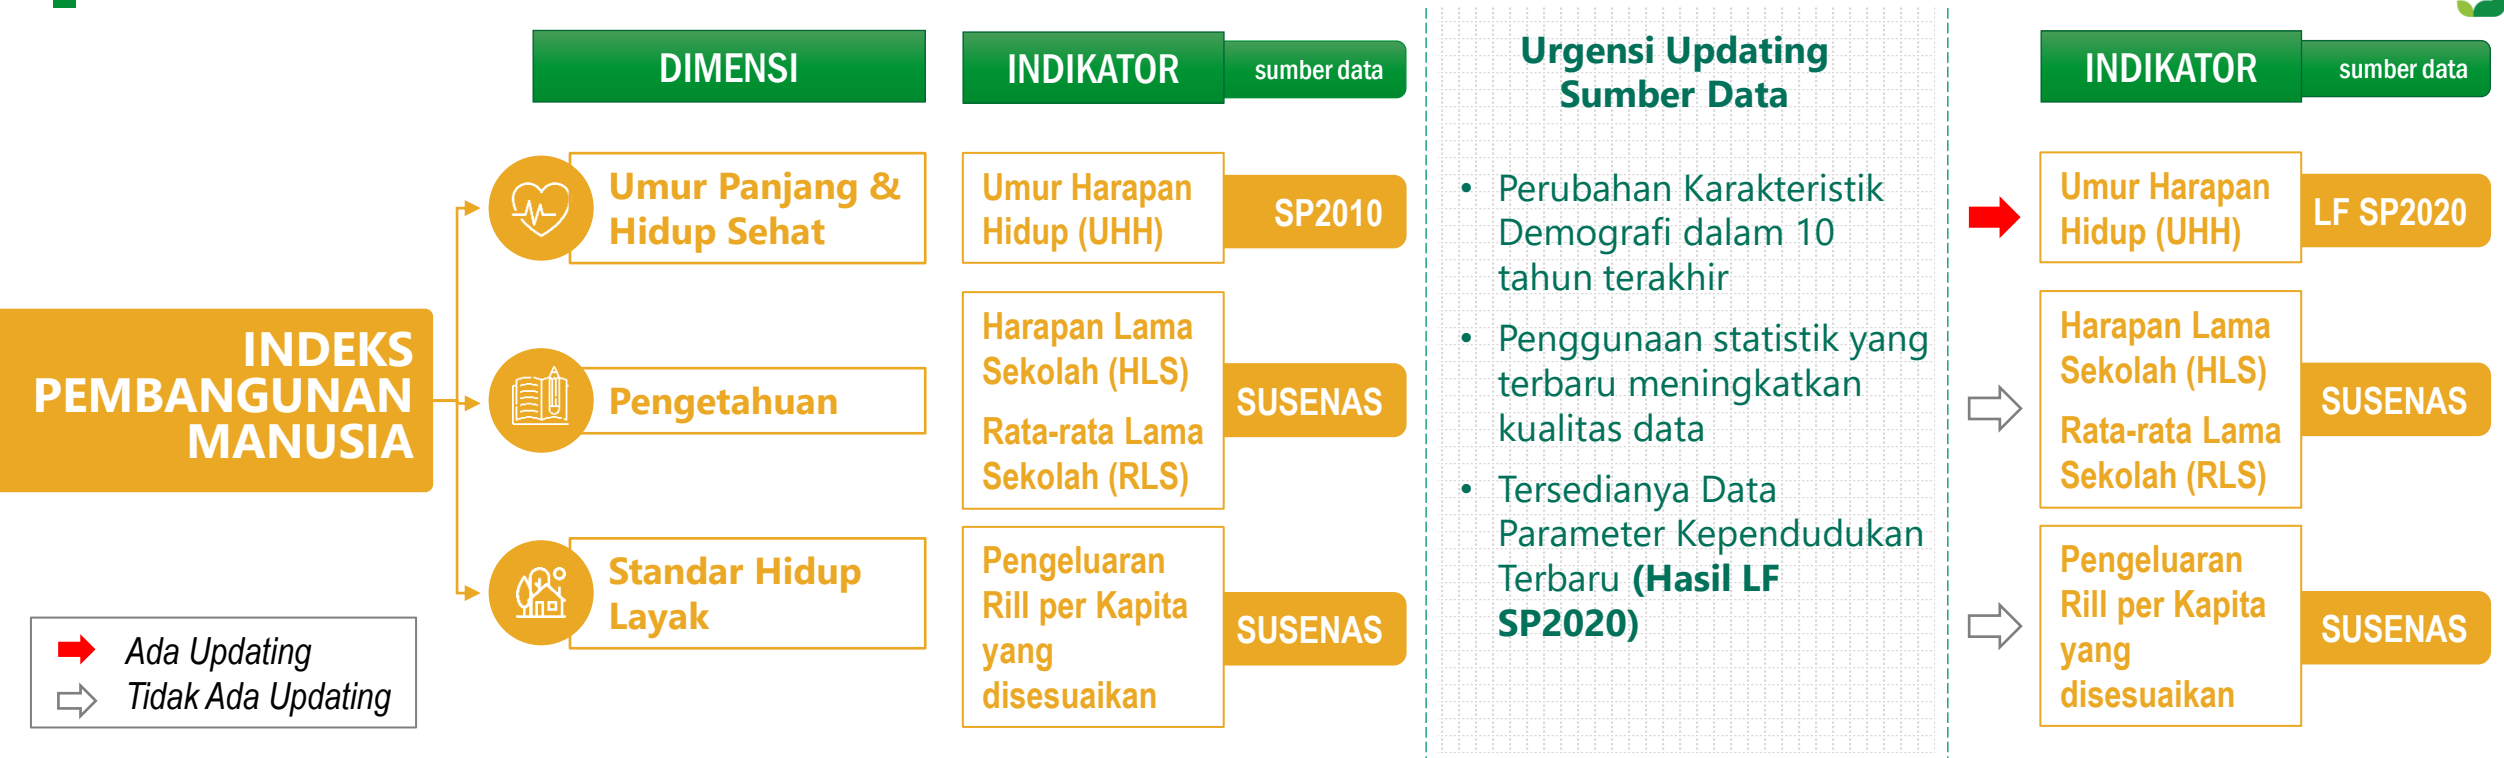 DIMENSI
INDIKATOR
sumber data
Urgensi Updating
Sumber Data
INDIKATOR
sumber data
INDEKS
PEMBANGUNAN
MANUSIA
Umur Panjang &
Hidup Sehat
Umur Harapan
Hidup (UHH)
SP2010
Pengetahuan
Harapan Lama
Sekolah (HLS)
Rata-rata Lama
Sekolah (RLS)
SUSENAS
Standar Hidup
Layak
Pengeluaran
Rill per Kapita
yang
disesuaikan
SUSENAS
• Perubahan Karakteristik
Demografi dalam 10
tahun terakhir
• Penggunaan statistik yang
terbaru meningkatkan
kualitas data
• Tersedianya Data
Parameter Kependudukan
Terbaru (Hasil LF
SP2020)
Umur Harapan
Hidup (UHH)
LF SP2020
Harapan Lama
Sekolah (HLS)
Rata-rata Lama
Sekolah (RLS)
SUSENAS
Pengeluaran
Rill per Kapita
yang
disesuaikan
SUSENAS
Ada Updating
Tidak Ada Updating